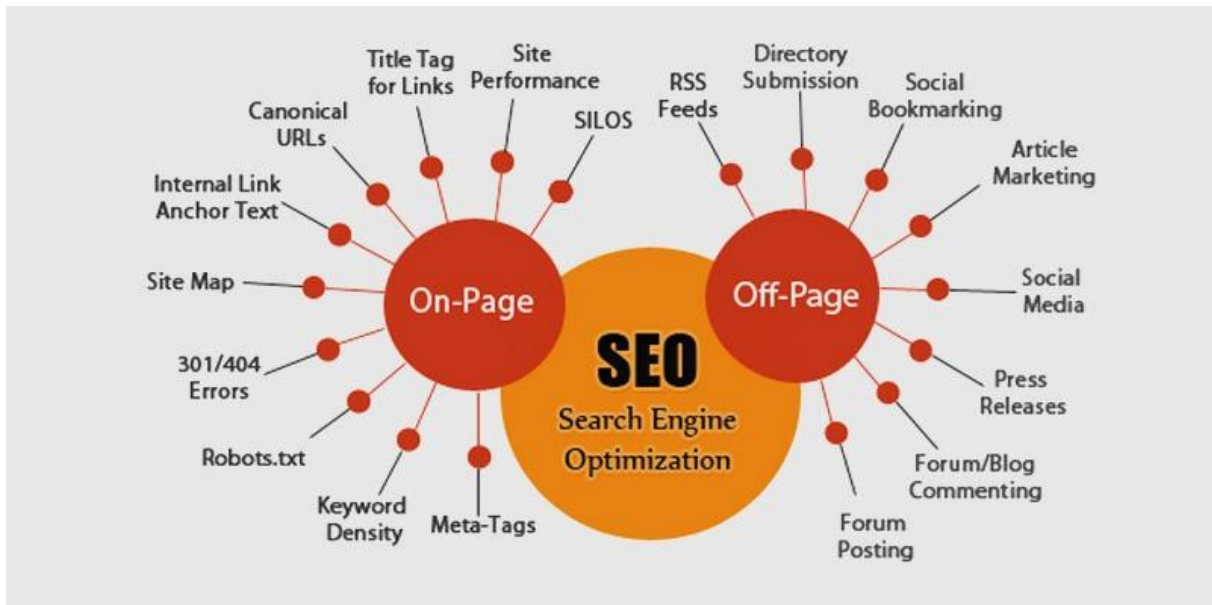 Title Tag
for Links
Site
Performance
SILOS
Canonical
URLs
Internal Link
Anchor Text
Site Map
301/404
Errors
Robots.txt
Keyword
Density
Meta-Tags
On-Page
SEO
Search Engine
Optimization
Off-Page
RSS
Feeds
Directory
Submission
Social
Bookmarking
Article
Marketing
Social
Media
Press
Releases
Forum/Blog
Commenting
Forum
Posting